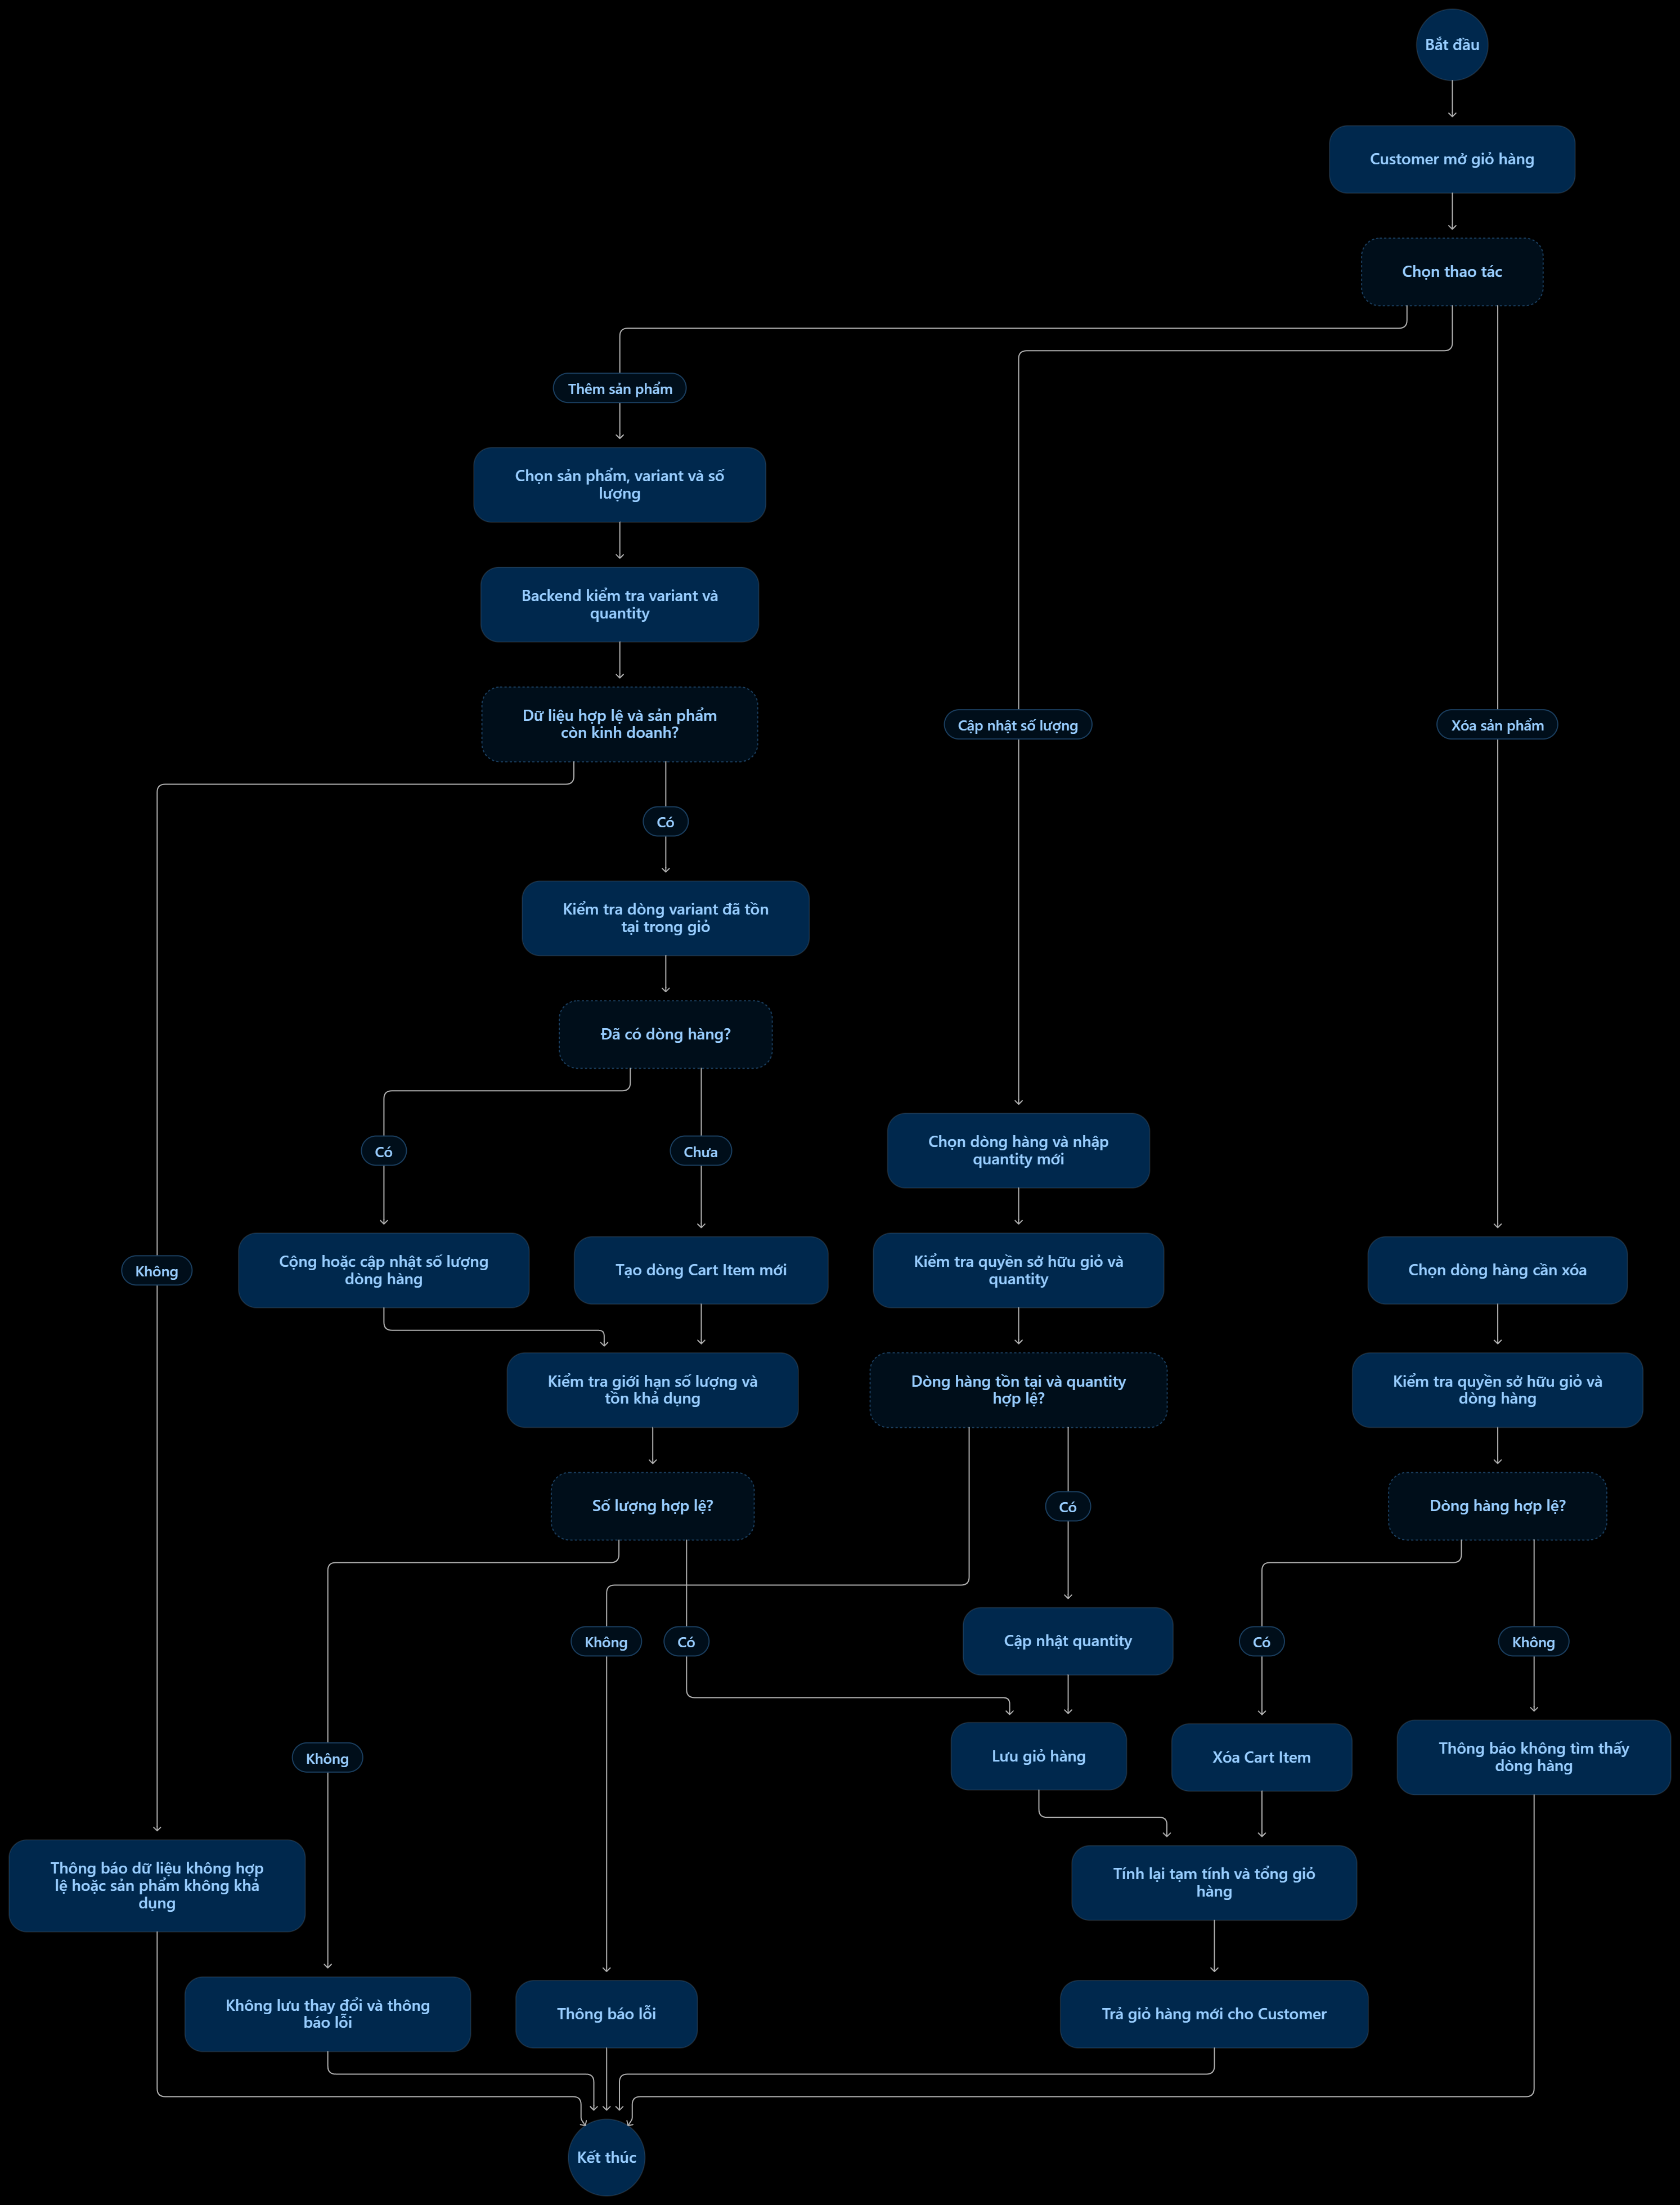 Bắt đầu
Customer mở giỏ hàng
Chọn thao tác
Thêm sản phẩm
Chọn sản phẩm, variant và số
lượng
Backend kiểm tra variant và
quantity
Dữ liệu hợp lệ và sản phẩm
còn kinh doanh?
Cập nhật số lượng
Xóa sản phẩm
Có
Kiểm tra dòng variant đã tồn
tại trong giỏ
Đã có dòng hàng?
Có
Chưa
Chọn dòng hàng và nhập
quantity mới
Không
Cộng hoặc cập nhật số lượng
dòng hàng
Tạo dòng Cart Item mới
Kiểm tra quyền sở hữu giỏ và
quantity
Chọn dòng hàng cần xóa
Kiểm tra giới hạn số lượng và
tồn khả dụng
Dòng hàng tồn tại và quantity
hợp lệ?
Kiểm tra quyền sở hữu giỏ và
dòng hàng
Số lượng hợp lệ?
Có
Dòng hàng hợp lệ?
Không
Có
Cập nhật quantity
Có
Không
Không
Lưu giỏ hàng
Xóa Cart Item
Thông báo không tìm thấy
dòng hàng
Thông báo dữ liệu không hợp
lệ hoặc sản phẩm không khả
dụng
Tính lại tạm tính và tổng giỏ
hàng
Không lưu thay đổi và thông
báo lỗi
Thông báo lỗi
Trả giỏ hàng mới cho Customer
Kết thúc